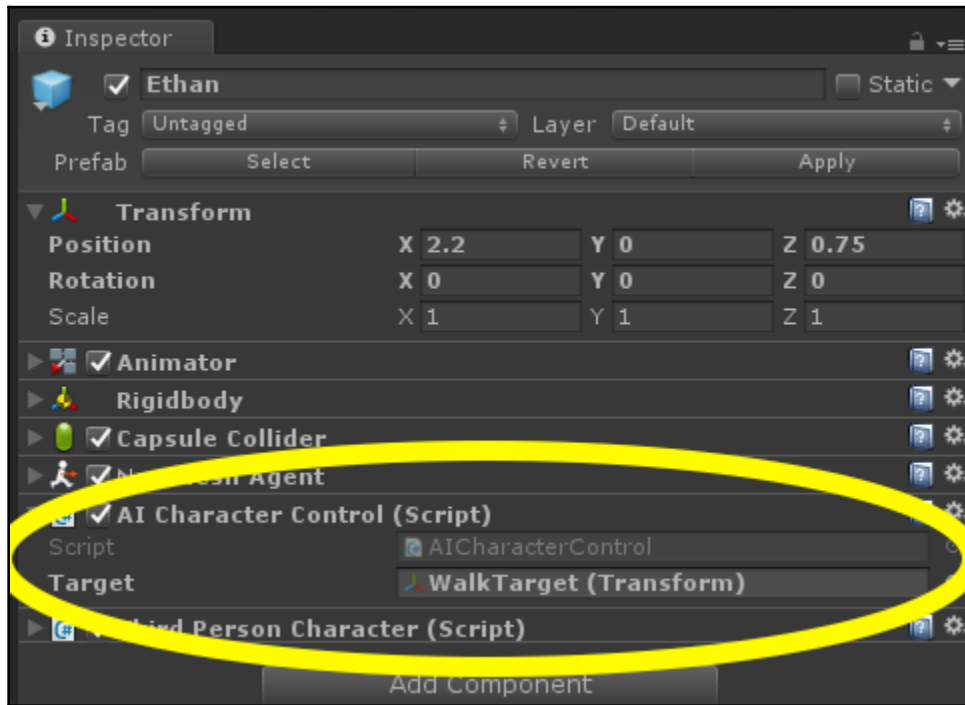 Inspector
Ethan Static
Tag Untagged Layer Default
Prefab Select Revert Apply
Transform
Position X 2.2 Y 0 Z 0.75
Rotation X 0 Y 0 Z 0
Scale X 1 Y 1 Z 1
Animator
Rigidbody
Capsule Collider
Agent
AI Character Control (Script)
Script AICharacterControl
Target WalkTarget (Transform)
Person Character (Script)
Add Component